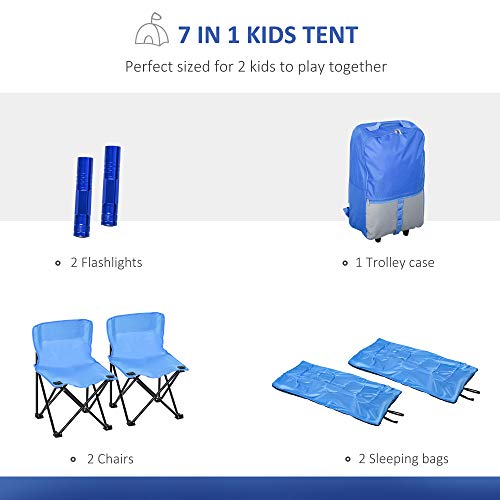 7 IN 1 KIDS TENT
Perfect sized for 2 kids to play together
2 Flashlights
1 Trolley case
2 Chairs
2 Sleeping bags